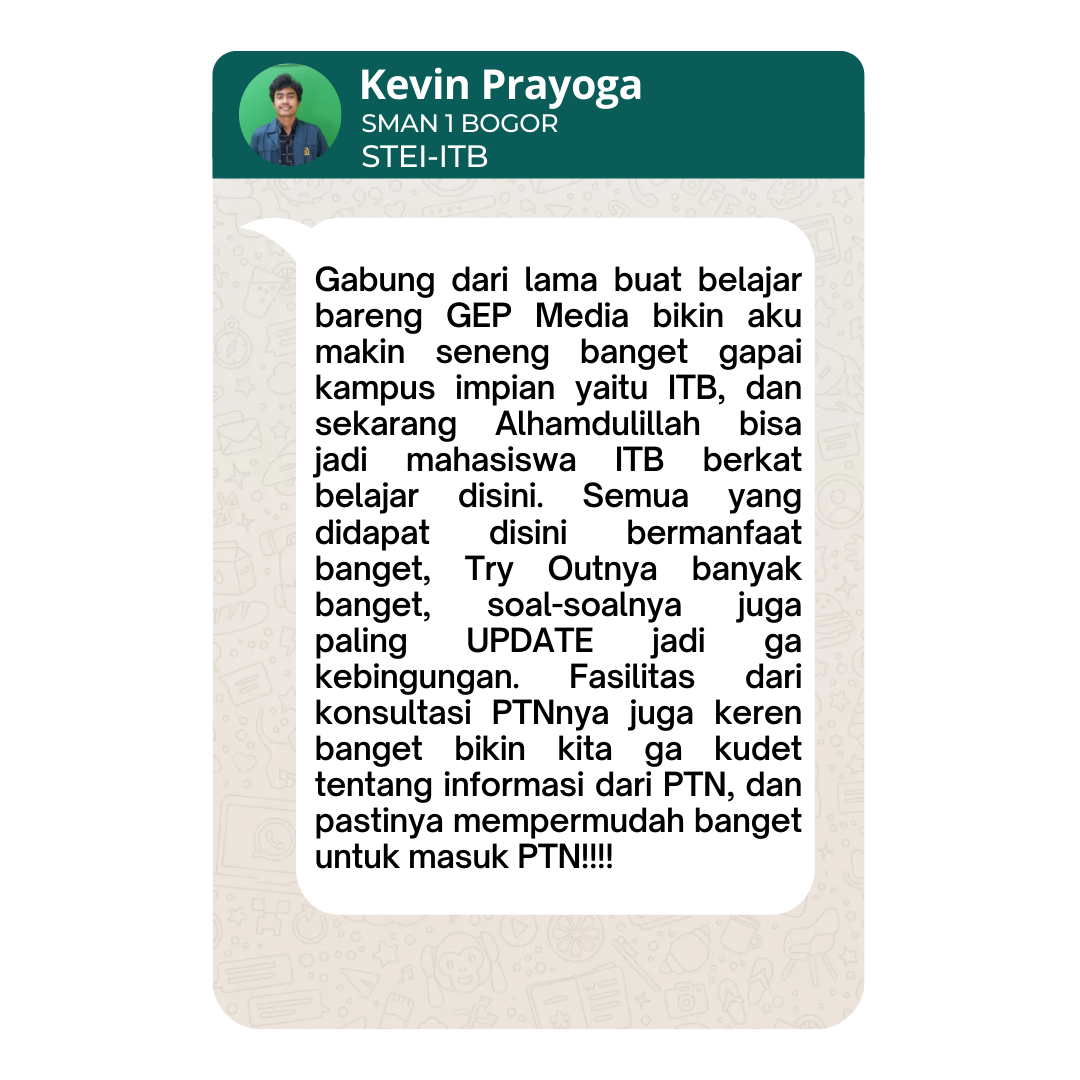 Kevin Prayoga
SMAN 1 BOGOR
STEI-ITB
Gabung dari lama buat belajar
bareng GEP Media bikin aku
makin seneng banget gapai
kampus impian yaitu ITB, dan
sekarang Alhamdulillah bisa
jadi mahasiswa ITB berkat
belajar disini. Semua yang
didapat disini bermanfaat
banget, Try Outnya banyak
banget, soal-soalnya juga
paling UPDATE jadi ga
kebingungan. Fasilitas dari
konsultasi PTNnya juga keren
banget bikin kita ga kudet
tentang informasi dari PTN, dan
pastinya mempermudah banget
untuk masuk PTN!!!!